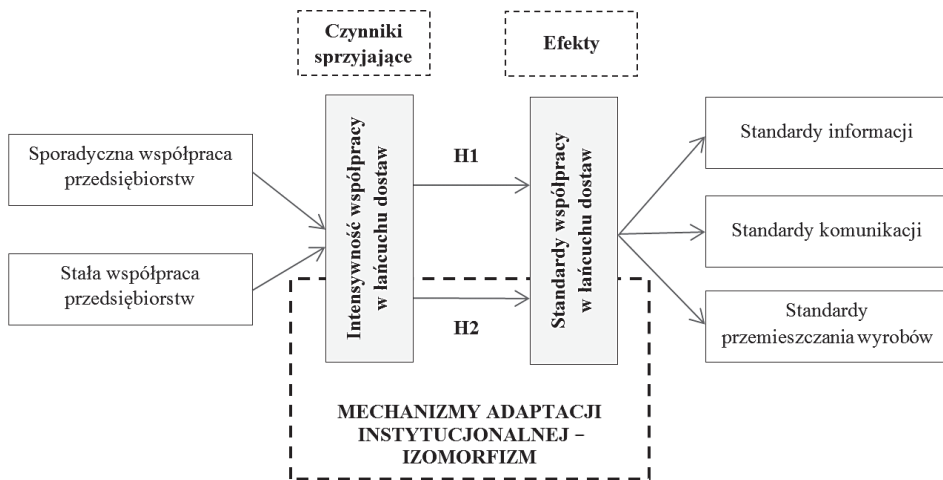 Czynniki
sprzyjające
Efekty
Sporadyczna współpraca
przedsiębiorstw
Stała współpraca
przedsiębiorstw
Intensywność współpracy
w łańcuchu dostaw
H1
H2
Standardy współpracy
w łańcuchu dostaw
Standardy informacji
Standardy komunikacji
Standardy
przemieszczania wyrobów
MECHANIZMY ADAPTACJI
INSTYTUCJONALNEJ –
IZOMORFIZM